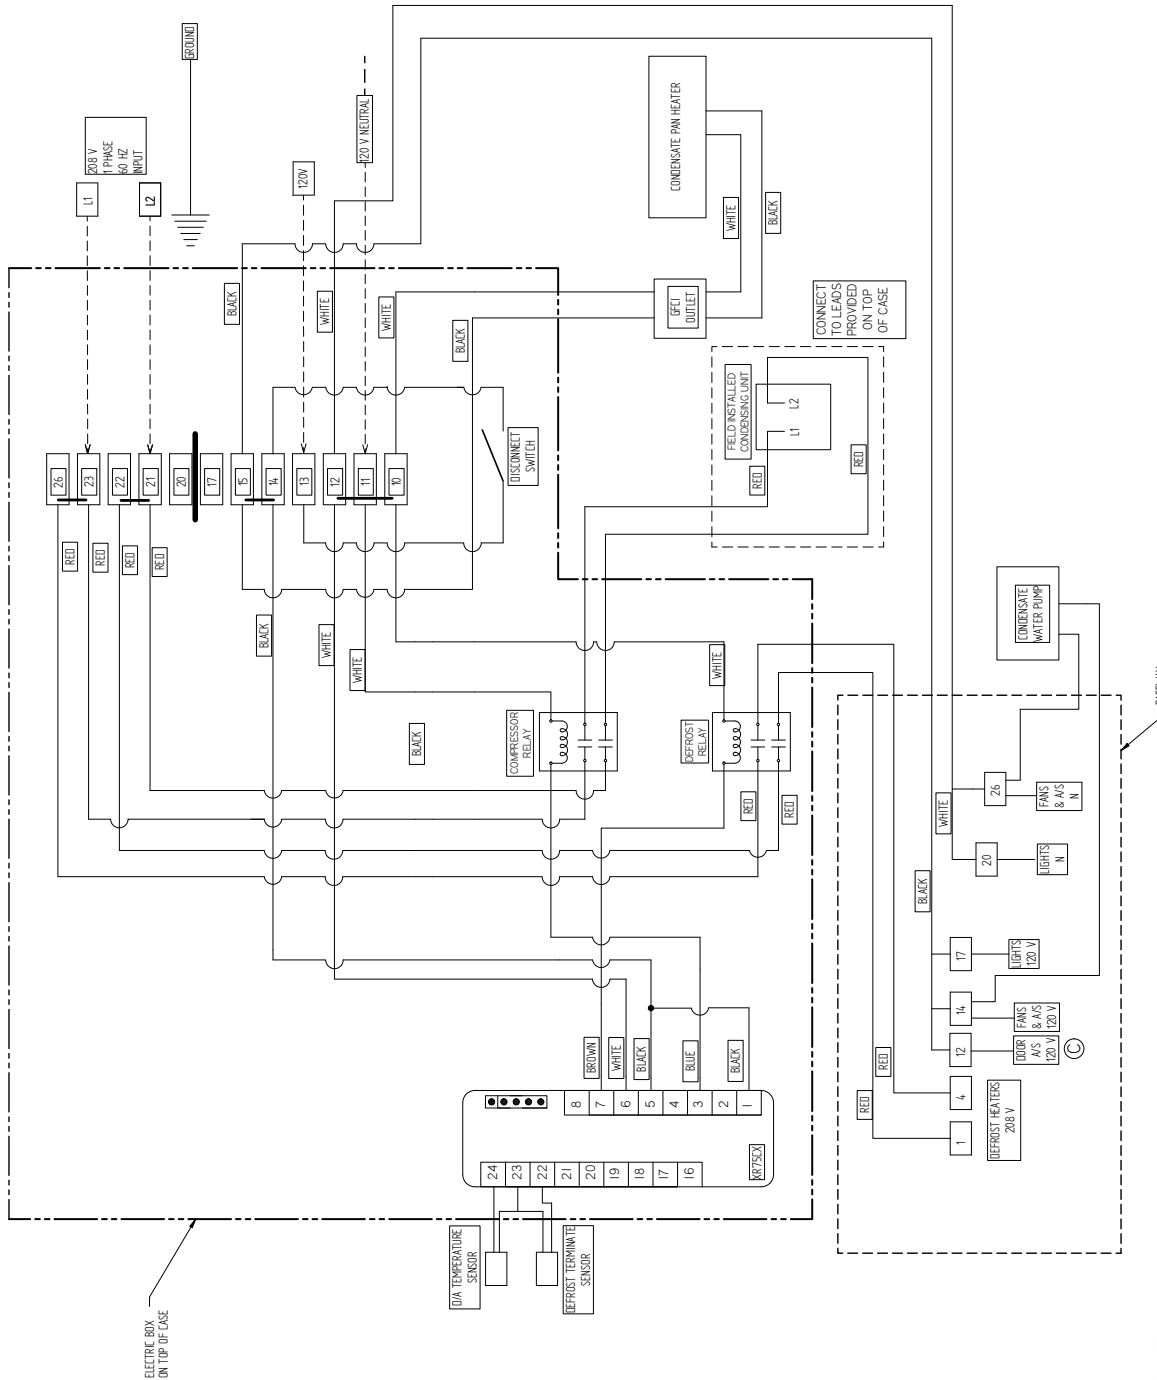 GROUND
208 V
1 PHASE
60 HZ
INPUT
L1
L2
120V
120 V NEUTRAL
CONDENSATE PAN HEATER
WHITE
BLACK
GFCI
OUTLET
CONNECT
TO LEADS
PROVIDED
ON TOP
OF CASE
BLACK
WHITE
WHITE
BLACK
FIELD INSTALLED
CONDENSING UNIT
L1
L2
RED
RED
26
23
22
21
20
17
15
14
13
12
11
10
DISCONNECT
SWITCH
RED
RED
RED
RED
BLACK
WHITE
WHITE
BLACK
COMPRESSOR
RELAY
WHITE
DEFROST
RELAY
RED
RED
CONDENSATE
WATER PUMP
WHITE
26
FANS
& A/S
N
20
LIGHTS
N
BLACK
17
LIGHTS
120 V
14
FANS
& A/S
120 V
12
DOOR
A/S
120 V
C
RED
RED
4
1
DEFROST HEATERS
208 V
BROWN
WHITE
BLACK
BLUE
BLACK
8
7
6
5
4
3
2
1
XR75CX
24
23
22
21
20
19
18
17
16
D/A TEMPERATURE
SENSOR
DEFROST TERMINATE
SENSOR
ELECTRIC BOX
ON TOP OF CASE